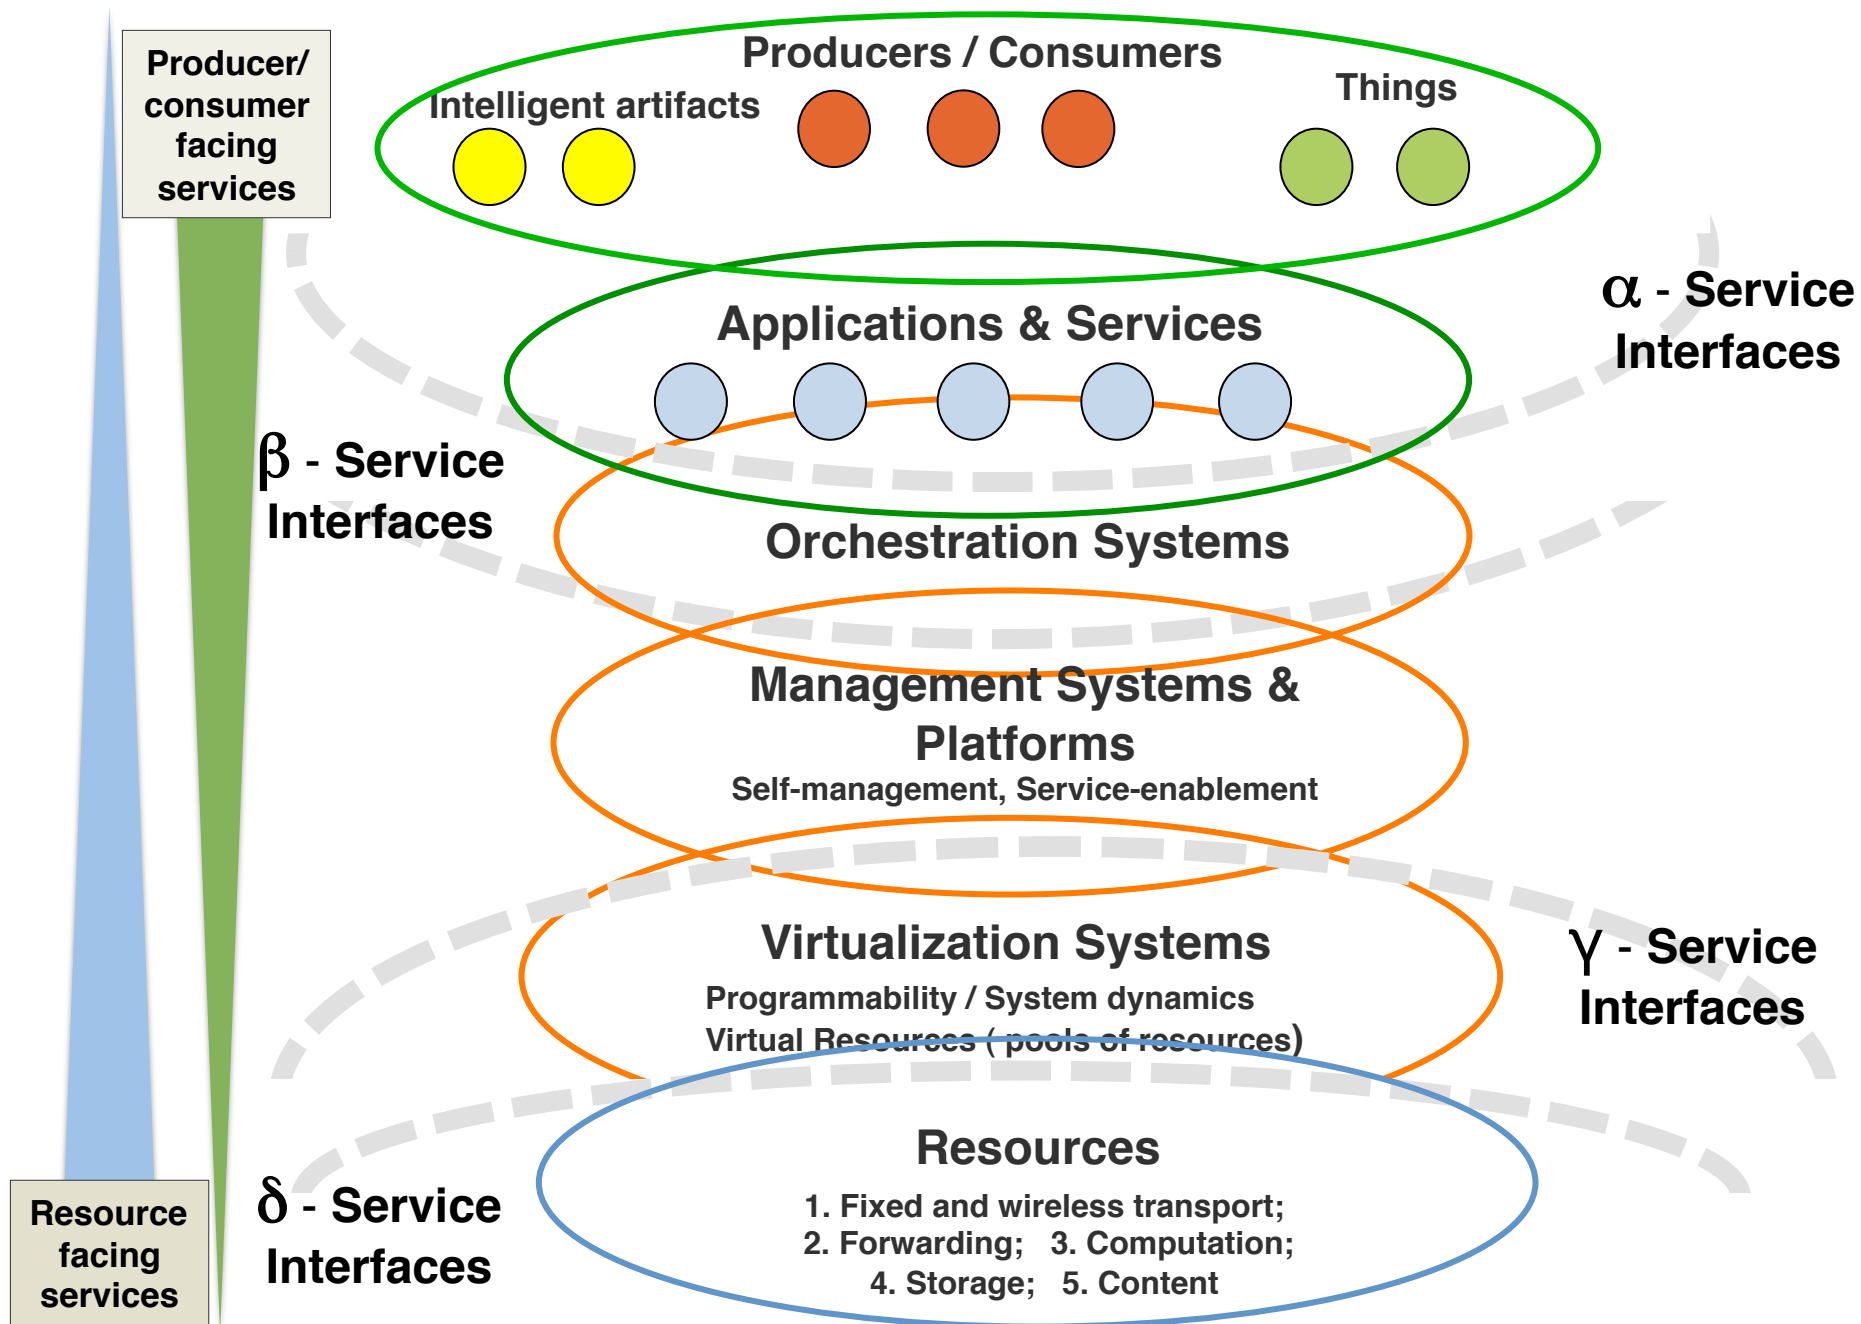 Producer/
consumer
facing
services
Producers / Consumers
Intelligent artifacts
Things
α - Service
Interfaces
Applications & Services
β - Service
Interfaces
Orchestration Systems
Management Systems &
Platforms
Self-management, Service-enablement
Virtualization Systems
Programmability / System dynamics
Virtual Resources ( pools of resources)
γ - Service
Interfaces
Resources
1. Fixed and wireless transport;
2. Forwarding; 3. Computation;
4. Storage; 5. Content
δ - Service
Interfaces
Resource
facing
services